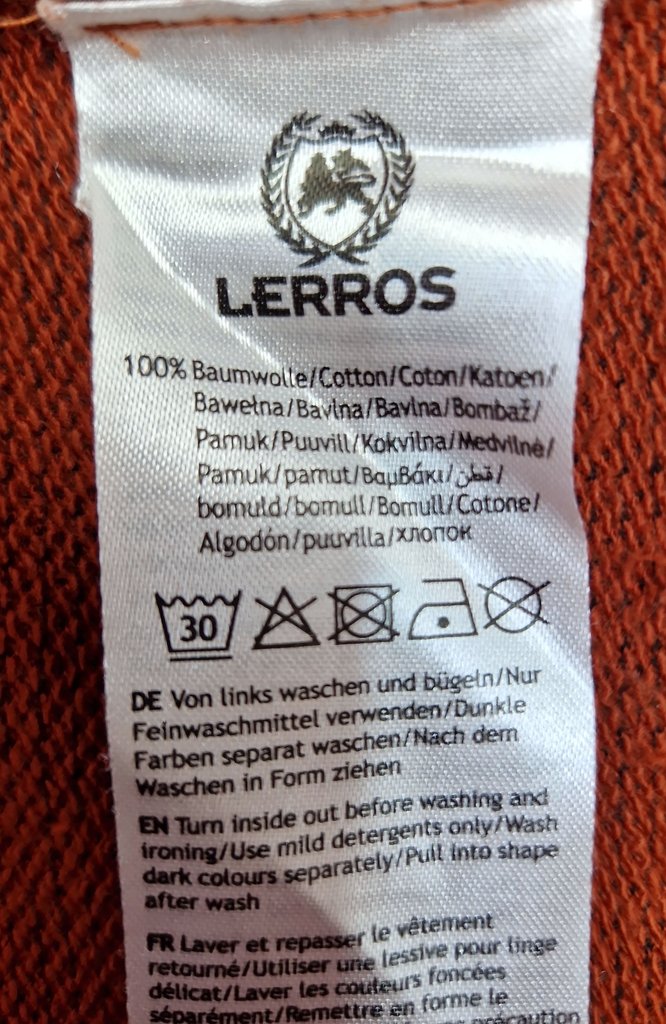 LERROS
100% Baumwolle/Cotton/Coton/Katoen/
Bawełna/Bavlna/Bavlna/Bombaž/
Pamuk/Puuvill/Kokvilna/Medvilnė/
Pamuk/pamut/Βαμβάκι/قطن/
bomuld/bomull/Bomull/Cotone/
Algodón/puuvilla/хлопок
30
DE Von links waschen und bügeln/Nur
Feinwaschmittel verwenden/Dunkle
Farben separat waschen/Nach dem
Waschen in Form ziehen
EN Turn inside out before washing and
ironing/Use mild detergents only/Wash
dark colours separately/Pull into shape
after wash
FR Laver et repasser le vêtement
retourné/Utiliser une lessive pour linge
délicat/Laver les couleurs foncées
séparément/Remettre en forme le
précaution